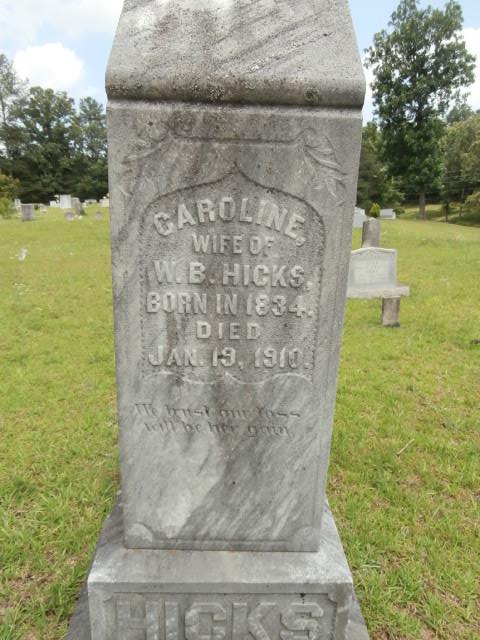 CAROLINE,
WIFE OF
W. B. HICKS.
BORN IN 1834.
DIED
JAN. 19, 1910.
We trust our loss
will be her gain
HICKS